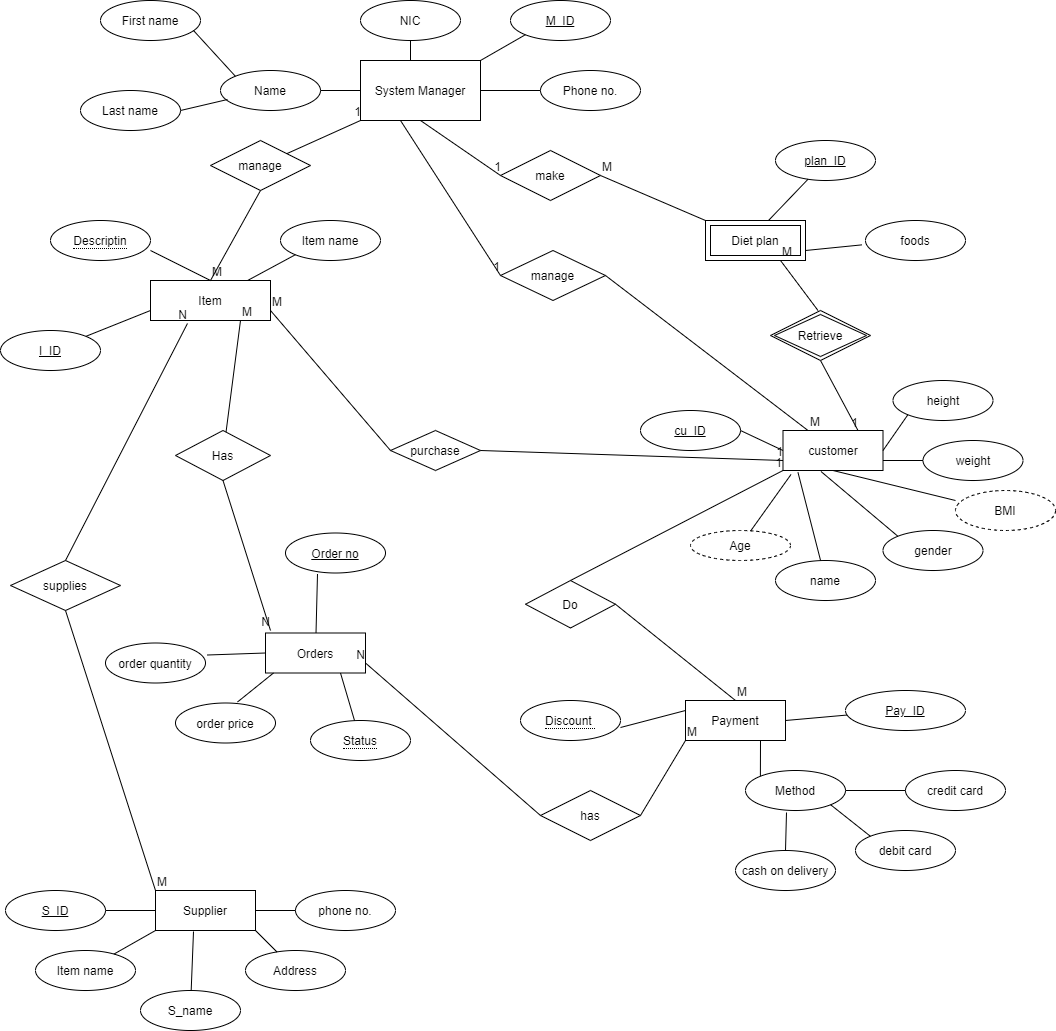 First name
NIC
M_ID
Name
System Manager
Phone no.
Last name
1
manage
1
make
M
plan_ID
Descriptin
Item name
Diet plan
M
foods
1
manage
M
Item
M
N
M
I_ID
Retrieve
height
M
1
cu_ID
customer
1
1
weight
Has
purchase
BMI
Age
gender
name
Order no
supplies
Do
N
Orders
N
order quantity
order price
Status
M
Discount
Payment
M
Pay_ID
Method
credit card
has
debit card
cash on delivery
M
S_ID
Supplier
phone no.
Item name
Address
S_name